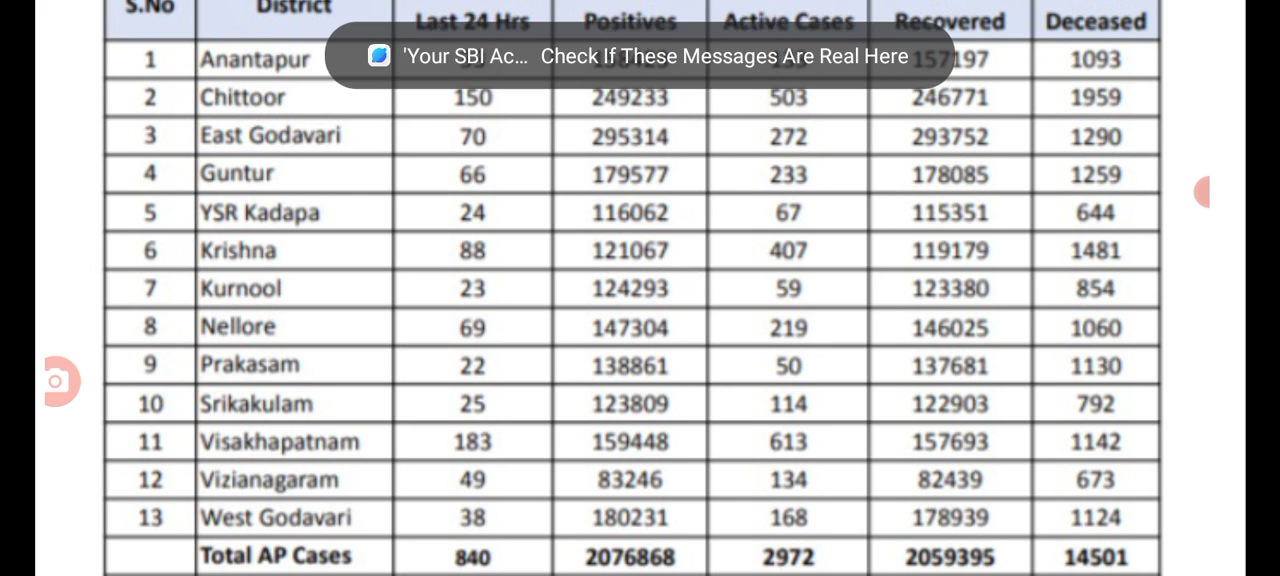 S.No District Last 24 Hrs Positives Active Cases Recovered Deceased
'Your SBI Ac... Check If These Messages Are Real Here
1 Anantapur 157197 1093
2 Chittoor 150 249233 503 246771 1959
3 East Godavari 70 295314 272 293752 1290
4 Guntur 66 179577 233 178085 1259
5 YSR Kadapa 24 116062 67 115351 644
6 Krishna 88 121067 407 119179 1481
7 Kurnool 23 124293 59 123380 854
8 Nellore 69 147304 219 146025 1060
9 Prakasam 22 138861 50 137681 1130
10 Srikakulam 25 123809 114 122903 792
11 Visakhapatnam 183 159448 613 157693 1142
12 Vizianagaram 49 83246 134 82439 673
13 West Godavari 38 180231 168 178939 1124
Total AP Cases 840 2076868 2972 2059395 14501